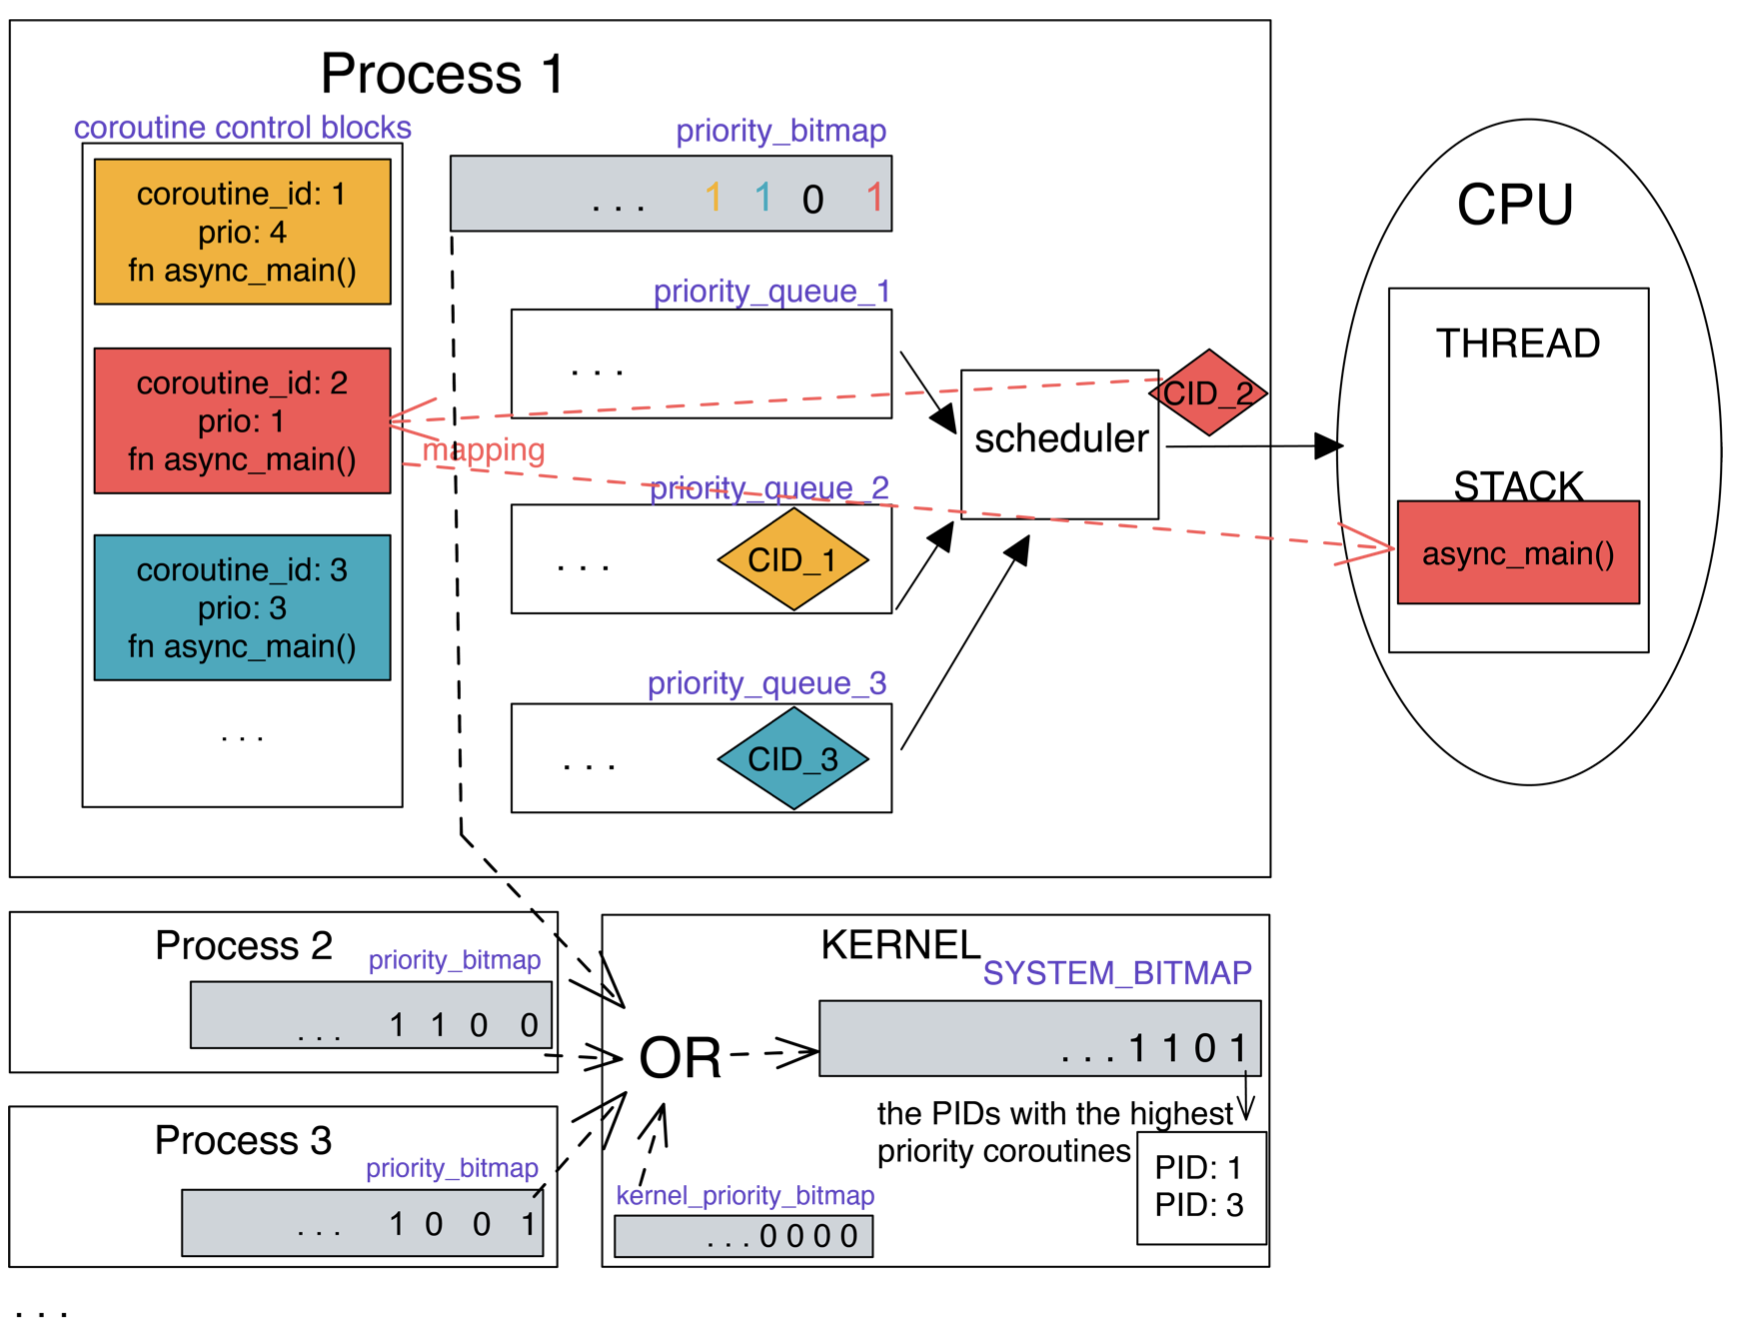 Process 1
coroutine control blocks
coroutine_id: 1
prio: 4
fn async_main()
coroutine_id: 2
prio: 1
fn async_main()
coroutine_id: 3
prio: 3
fn async_main()
. . .
priority_bitmap
. . . 1 1 0 1
priority_queue_1
. . .
mapping
priority_queue_2
. . . CID_1
priority_queue_3
. . . CID_3
scheduler
CID_2
CPU
THREAD
STACK
async_main()
Process 2
priority_bitmap
. . . 1 1 0 0
Process 3
priority_bitmap
. . . 1 0 0 1
. . .
KERNEL
SYSTEM_BITMAP
OR
. . . 1 1 0 1
the PIDs with the highest
priority coroutines
PID: 1
PID: 3
kernel_priority_bitmap
. . . 0 0 0 0